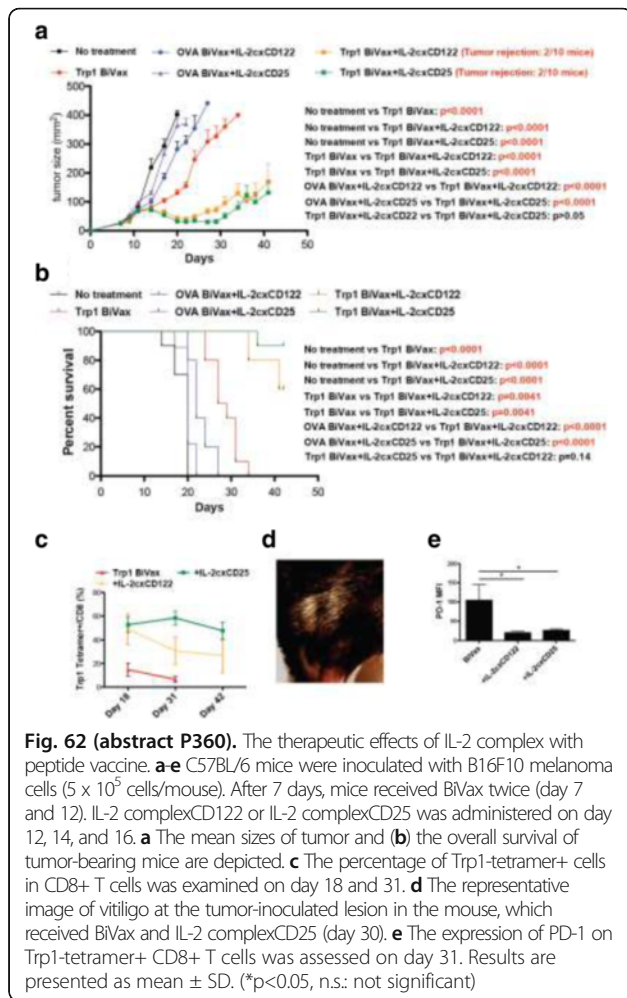 a
No treatment
OVA BiVax+IL-2cxCD122
Trp1 BiVax+IL-2cxCD122 (Tumor rejection: 2/10 mice)
Trp1 BiVax
OVA BiVax+IL-2cxCD25
Trp1 BiVax+IL-2cxCD25 (Tumor rejection: 2/10 mice)
tumor size (mm²)
400
300
200
100
0
0 10 20 30 40 50
Days
No treatment vs Trp1 BiVax: p<0.0001
No treatment vs Trp1 BiVax+IL-2cxCD122: p<0.0001
No treatment vs Trp1 BiVax+IL-2cxCD25: p<0.0001
Trp1 BiVax vs Trp1 BiVax+IL-2cxCD122: p<0.0001
Trp1 BiVax vs Trp1 BiVax+IL-2cxCD25: p<0.0001
OVA BiVax+IL-2cxCD122 vs Trp1 BiVax+IL-2cxCD122: p<0.0001
OVA BiVax+IL-2cxCD25 vs Trp1 BiVax+IL-2cxCD25: p<0.0001
Trp1 BiVax+IL-2cxCD22 vs Trp1 BiVax+IL-2cxCD25: p>0.05
b
No treatment
OVA BiVax+IL-2cxCD122
Trp1 BiVax+IL-2cxCD122
Trp1 BiVax
OVA BiVax+IL-2cxCD25
Trp1 BiVax+IL-2cxCD25
Percent survival
100
80
60
40
20
0
0 10 20 30 40 50
Days
No treatment vs Trp1 BiVax: p<0.0001
No treatment vs Trp1 BiVax+IL-2cxCD122: p<0.0001
No treatment vs Trp1 BiVax+IL-2cxCD25: p<0.0001
Trp1 BiVax vs Trp1 BiVax+IL-2cxCD122: p=0.0041
Trp1 BiVax vs Trp1 BiVax+IL-2cxCD25: p=0.0041
OVA BiVax+IL-2cxCD122 vs Trp1 BiVax+IL-2cxCD122: p<0.0001
OVA BiVax+IL-2cxCD25 vs Trp1 BiVax+IL-2cxCD25: p<0.0001
Trp1 BiVax+IL-2cxCD25 vs Trp1 BiVax+IL-2cxCD122: p=0.14
c
Trp1 BiVax
+IL-2cxCD25
+IL-2cxCD122
Trp1 Tetramer+/CD8 (%)
80
60
40
20
0
Day 18
Day 31
Day 42
d
e
PD-1 MFI
200
150
100
50
0
*
*
BiVax
+IL-2cxCD122
+IL-2cxCD25
Fig. 62 (abstract P360). The therapeutic effects of IL-2 complex with
peptide vaccine. a-e C57BL/6 mice were inoculated with B16F10 melanoma
cells (5 x 10⁵ cells/mouse). After 7 days, mice received BiVax twice (day 7
and 12). IL-2 complexCD122 or IL-2 complexCD25 was administered on day
12, 14, and 16. a The mean sizes of tumor and (b) the overall survival of
tumor-bearing mice are depicted. c The percentage of Trp1-tetramer+ cells
in CD8+ T cells was examined on day 18 and 31. d The representative
image of vitiligo at the tumor-inoculated lesion in the mouse, which
received BiVax and IL-2 complexCD25 (day 30). e The expression of PD-1 on
Trp1-tetramer+ CD8+ T cells was assessed on day 31. Results are
presented as mean ± SD. (*p<0.05, n.s.: not significant)